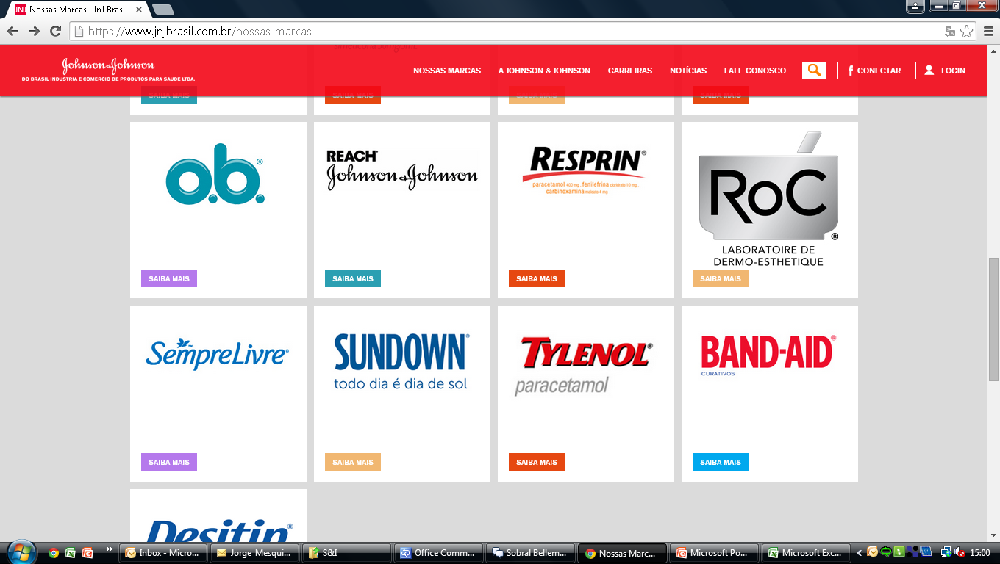 JNJ Nossas Marcas | JnJ Brasil
https://www.jnjbrasil.com.br/nossas-marcas
Johnson & Johnson
DO BRASIL INDUSTRIA E COMERCIO DE PRODUTOS PARA SAUDE LTDA.
NOSSAS MARCAS
A JOHNSON & JOHNSON
CARREIRAS
NOTÍCIAS
FALE CONOSCO
f CONECTAR
LOGIN
SAIBA MAIS
SAIBA MAIS
SAIBA MAIS
SAIBA MAIS
o.b.®
REACH®
Johnson & Johnson
RESPRIN®
paracetamol 400 mg , fenilefrina cloridrato 10 mg ,
carbinoxamina maleato 4 mg
RoC®
LABORATOIRE DE
DERMO-ESTHETIQUE
SAIBA MAIS
SAIBA MAIS
SAIBA MAIS
SAIBA MAIS
SempreLivre®
SUNDOWN®
todo dia é dia de sol
TYLENOL®
paracetamol
BAND-AID®
CURATIVOS
SAIBA MAIS
SAIBA MAIS
SAIBA MAIS
SAIBA MAIS
Desitin®
Inbox - Micro...
Jorge_Mesqui...
S&I
Office Comm...
Sobral Bellem...
Nossas Marc...
Microsoft Po...
Microsoft Exc...
15:00